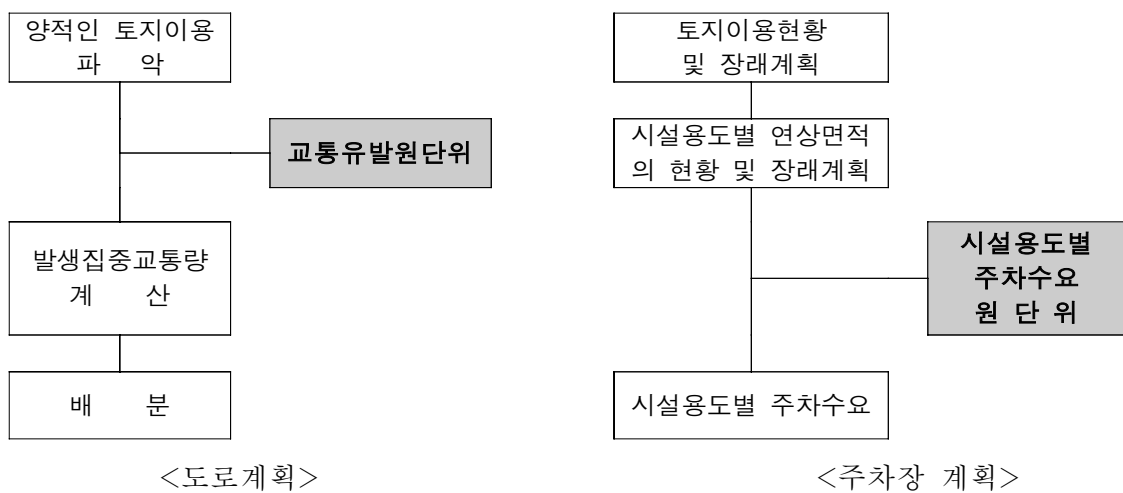 양적인 토지이용
파 악
교통유발원단위
발생집중교통량
계 산
배 분
<도로계획>
토지이용현황
및 장래계획
시설용도별 연상면적
의 현황 및 장래계획
시설용도별
주차수요
원 단 위
시설용도별 주차수요
<주차장 계획>